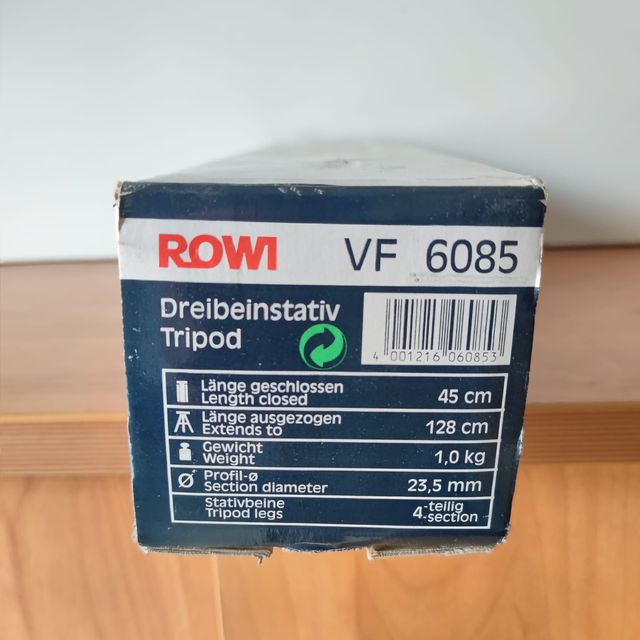 ROWI VF 6085
Dreibeinstativ
Tripod
4 001216 060853
Länge geschlossen
Length closed
45 cm
Länge ausgezogen
Extends to
128 cm
Gewicht
Weight
1,0 kg
Profil-ø
Section diameter
23,5 mm
Stativbeine
Tripod legs
4-teilig
-section